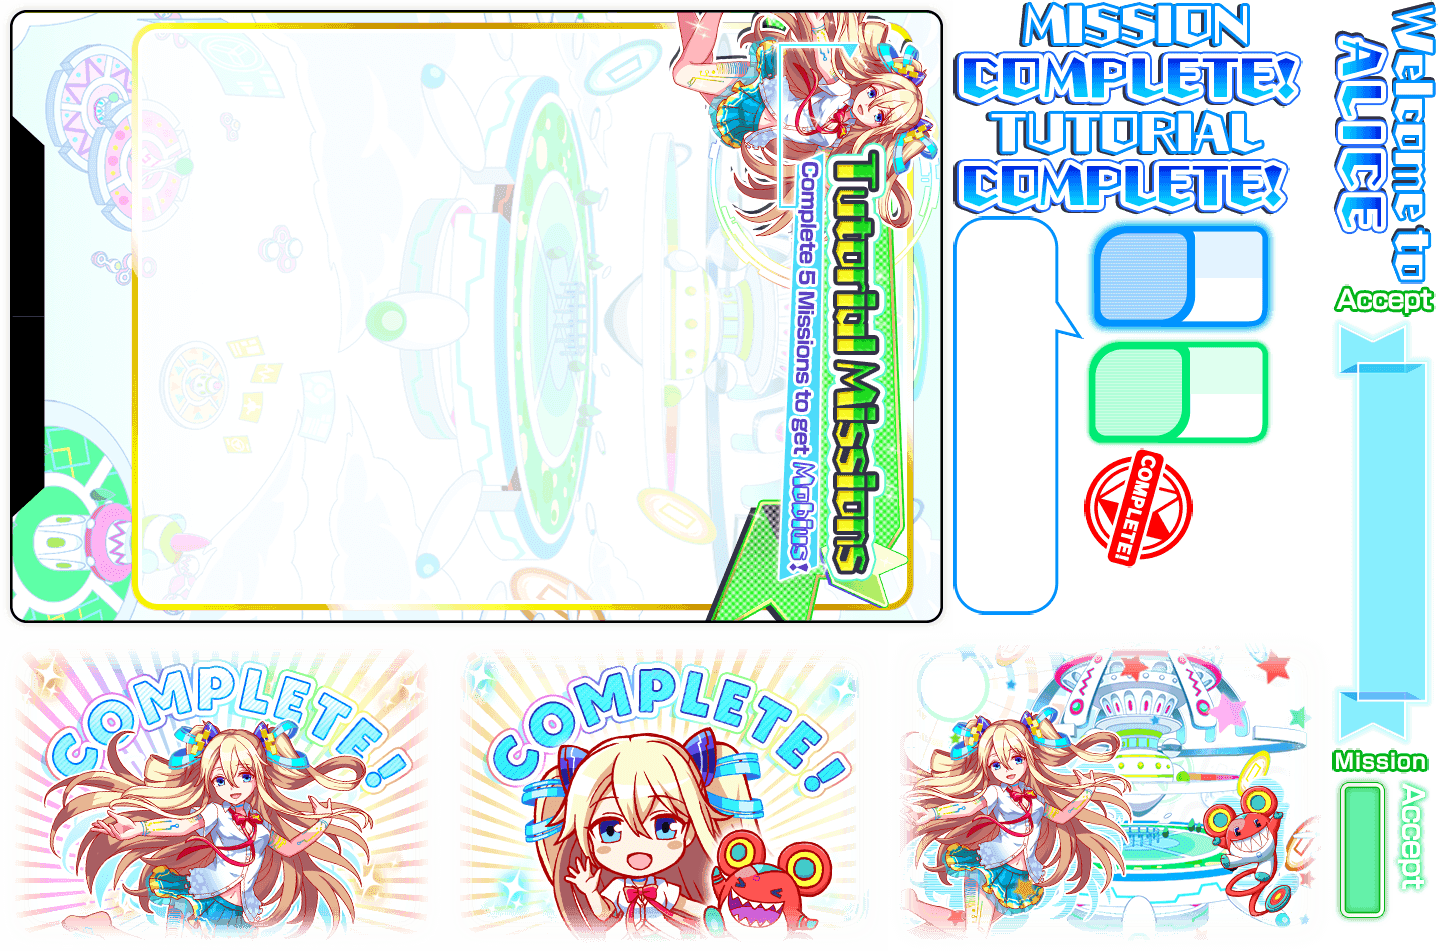 Tutorial Missions
Complete 5 Missions to get Mobius!
MISSION
COMPLETE!
TUTORIAL
COMPLETE!
Welcome to
ALICE
Accept
COMPLETE!
Mission
Accept
COMPLETE!
COMPLETE!